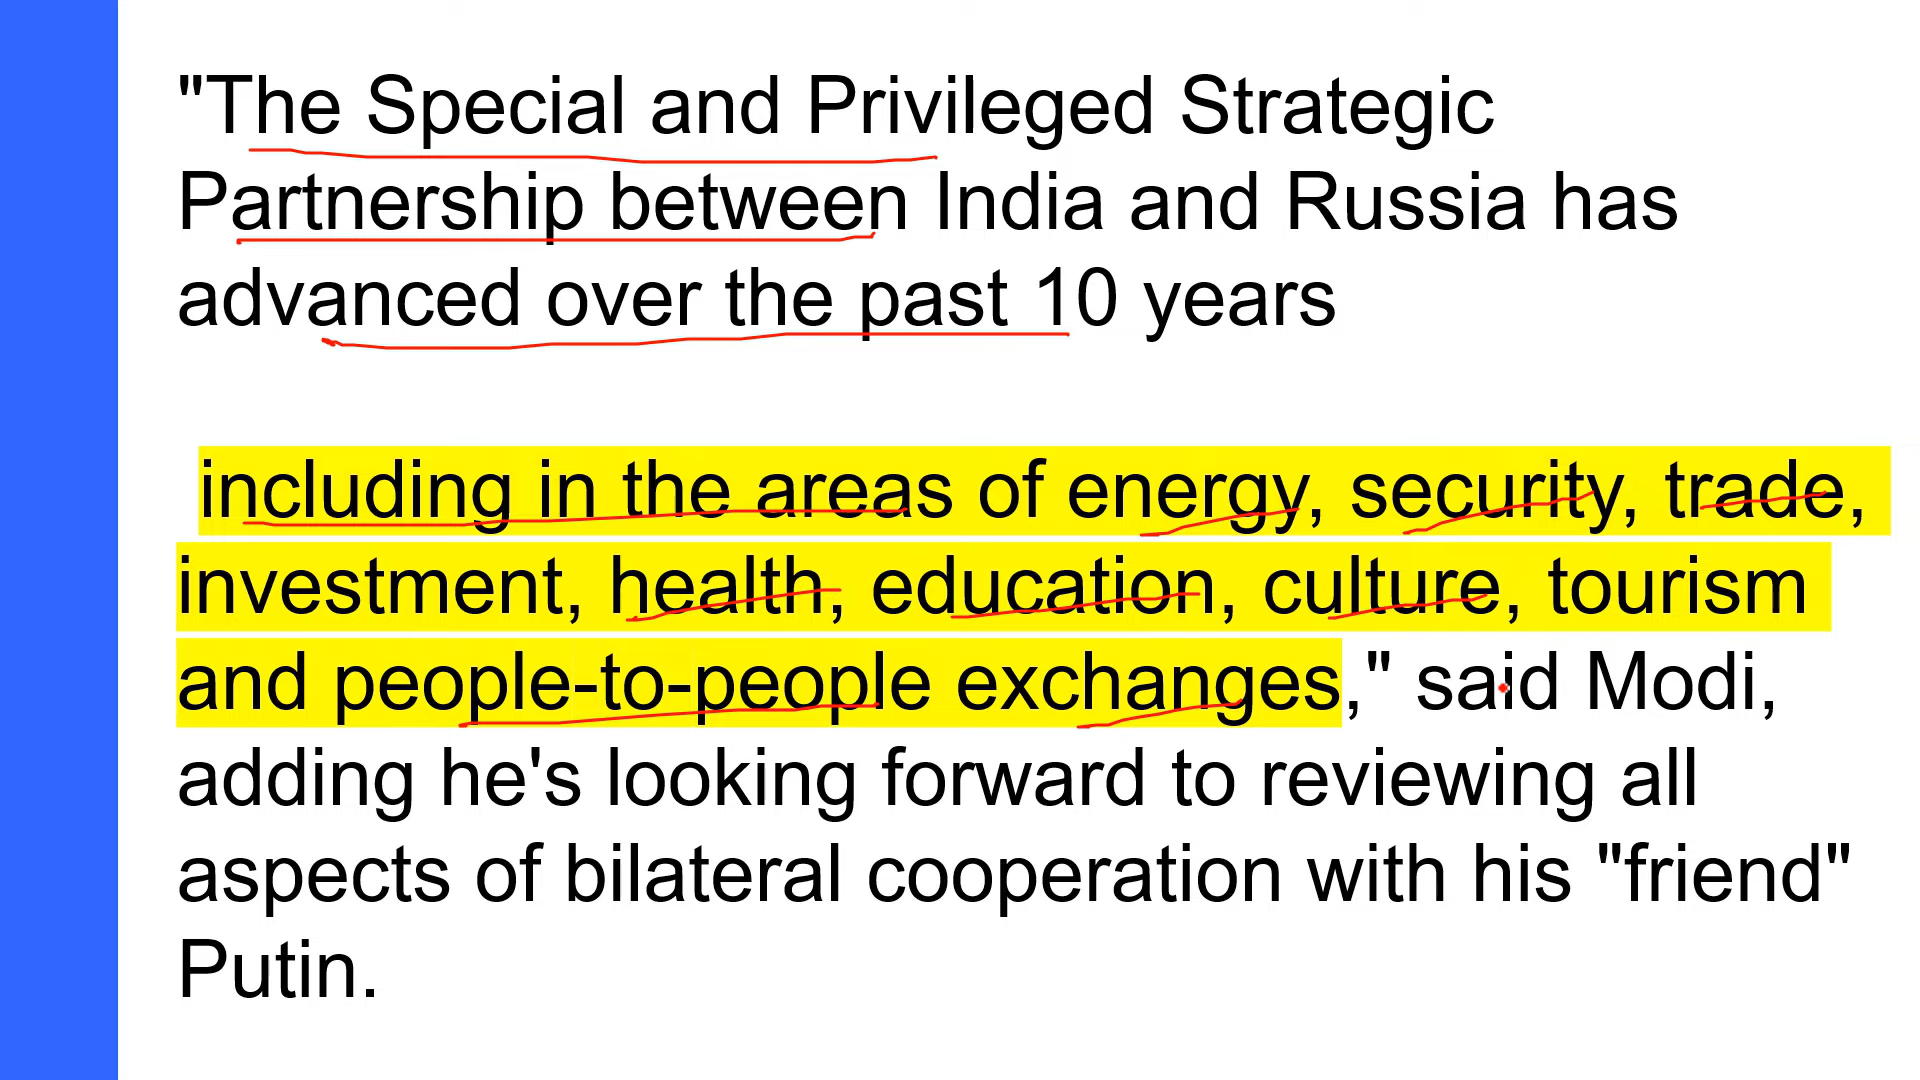 "The Special and Privileged Strategic
Partnership between India and Russia has
advanced over the past 10 years
including in the areas of energy, security, trade,
investment, health, education, culture, tourism
and people-to-people exchanges," said Modi,
adding he's looking forward to reviewing all
aspects of bilateral cooperation with his "friend"
Putin.